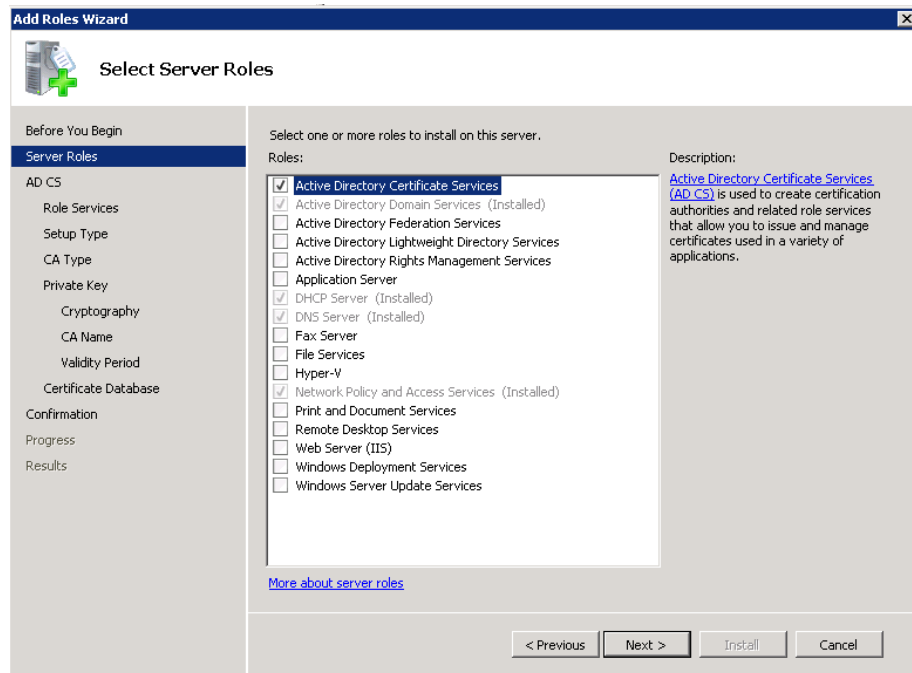 Add Roles Wizard
Select Server Roles
Before You Begin
Server Roles
AD CS
Role Services
Setup Type
CA Type
Private Key
Cryptography
CA Name
Validity Period
Certificate Database
Confirmation
Progress
Results
Select one or more roles to install on this server.
Roles:
Active Directory Certificate Services
Active Directory Domain Services (Installed)
Active Directory Federation Services
Active Directory Lightweight Directory Services
Active Directory Rights Management Services
Application Server
DHCP Server (Installed)
DNS Server (Installed)
Fax Server
File Services
Hyper-V
Network Policy and Access Services (Installed)
Print and Document Services
Remote Desktop Services
Web Server (IIS)
Windows Deployment Services
Windows Server Update Services
More about server roles
Description:
Active Directory Certificate Services
(AD CS) is used to create certification
authorities and related role services
that allow you to issue and manage
certificates used in a variety of
applications.
< Previous
Next >
Install
Cancel